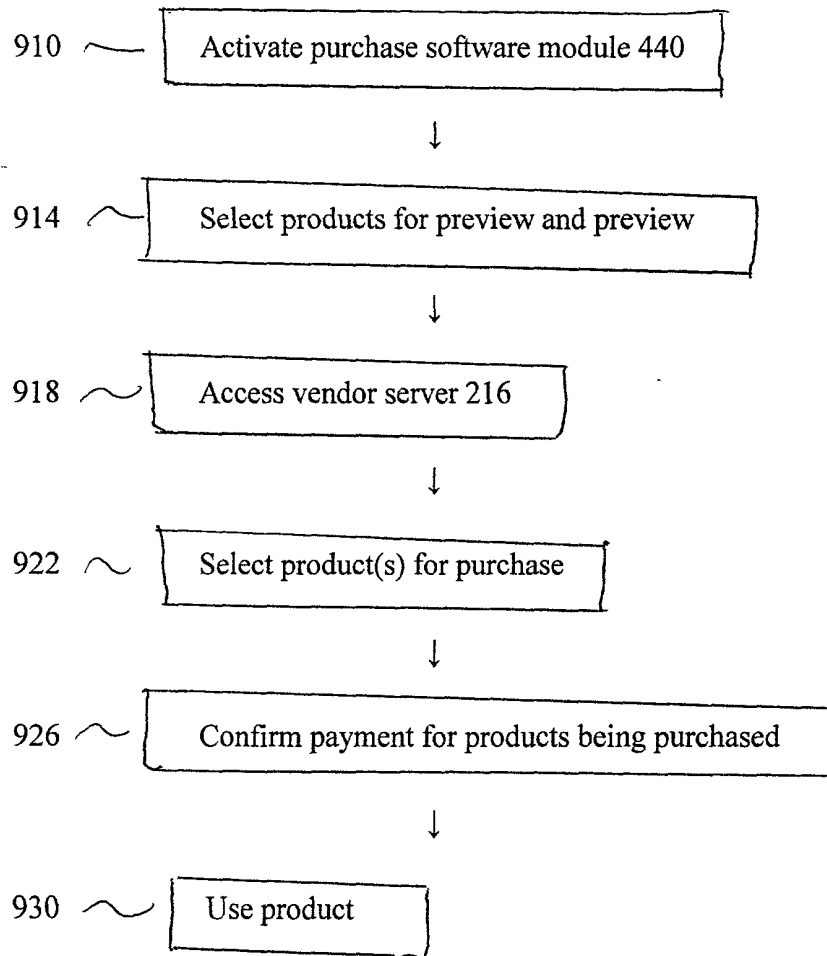 910 Activate purchase software module 440
↓
914 Select products for preview and preview
↓
918 Access vendor server 216
↓
922 Select product(s) for purchase
↓
926 Confirm payment for products being purchased
↓
930 Use product